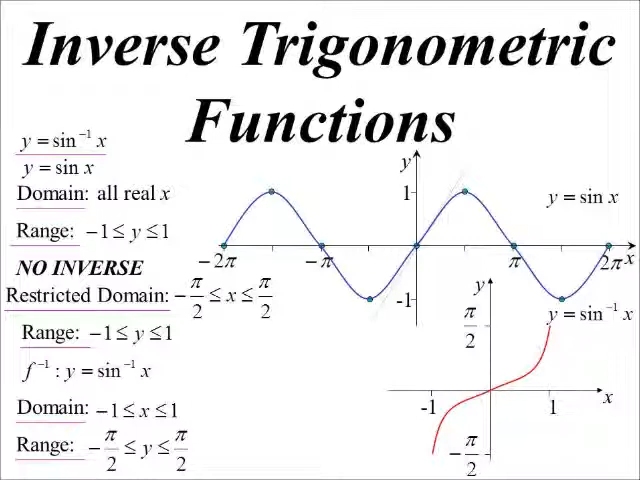 Inverse Trigonometric
Functions
y = sin⁻¹ x
y = sin x
Domain: all real x
Range: −1 ≤ y ≤ 1
NO INVERSE
Restricted Domain: −π/2 ≤ x ≤ π/2
Range: −1 ≤ y ≤ 1
f⁻¹ : y = sin⁻¹ x
Domain: −1 ≤ x ≤ 1
Range: −π/2 ≤ y ≤ π/2
y
1
y = sin x
−2π −π π 2π x
-1
y
π/2
y = sin⁻¹ x
-1 1 x
−π/2